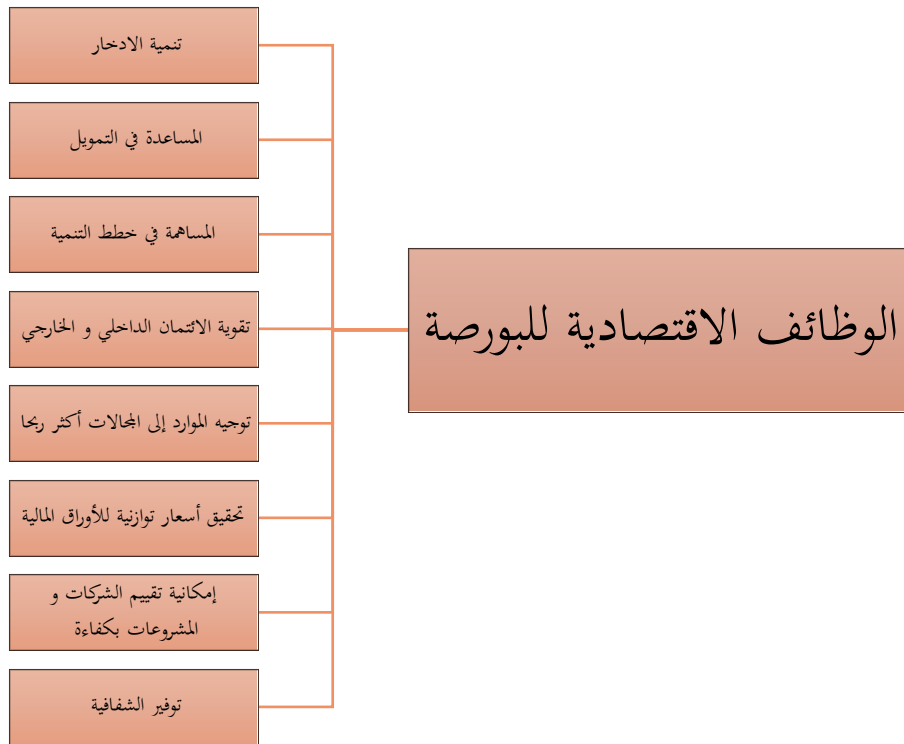 الوظائف الاقتصادية للبورصة
تنمية الادخار
المساعدة في التمويل
المساهمة في خطط التنمية
تقوية الائتمان الداخلي و الخارجي
توجيه الموارد إلى المجالات أكثر ربحا
تحقيق أسعار توازنية للأوراق المالية
إمكانية تقييم الشركات و
المشروعات بكفاءة
توفير الشفافية